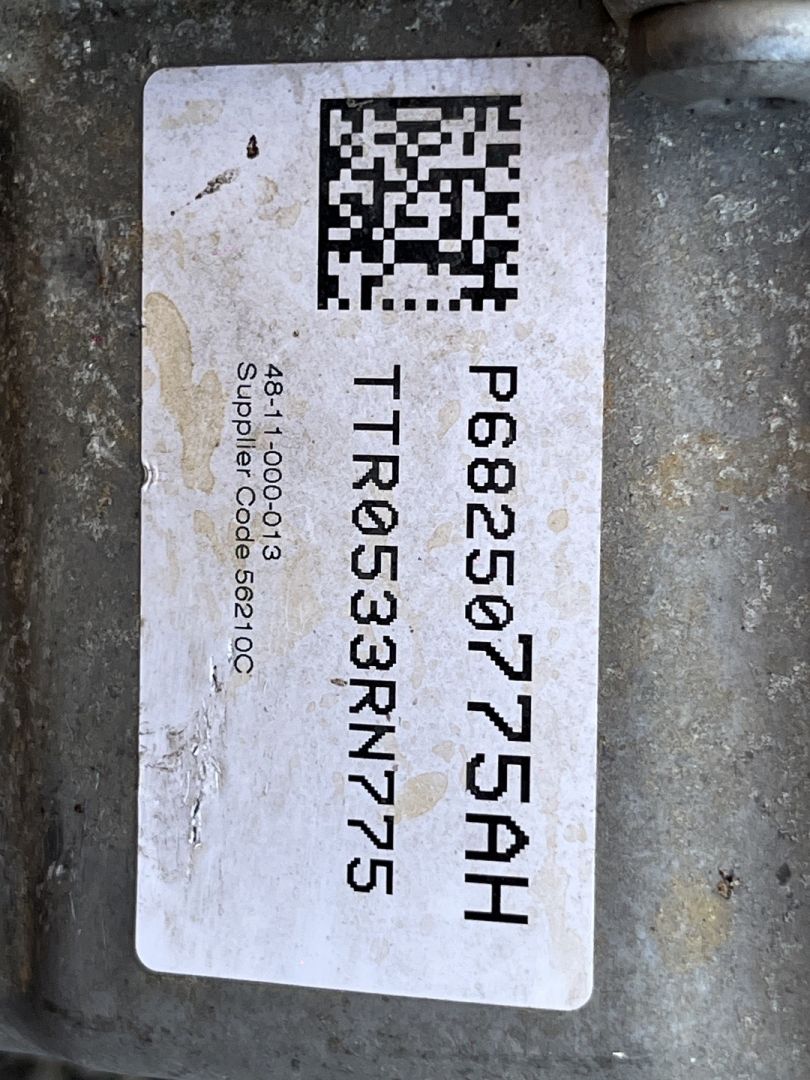 P68250775AH
TTR0533RN775
48-11-000-013
Supplier Code 56210C